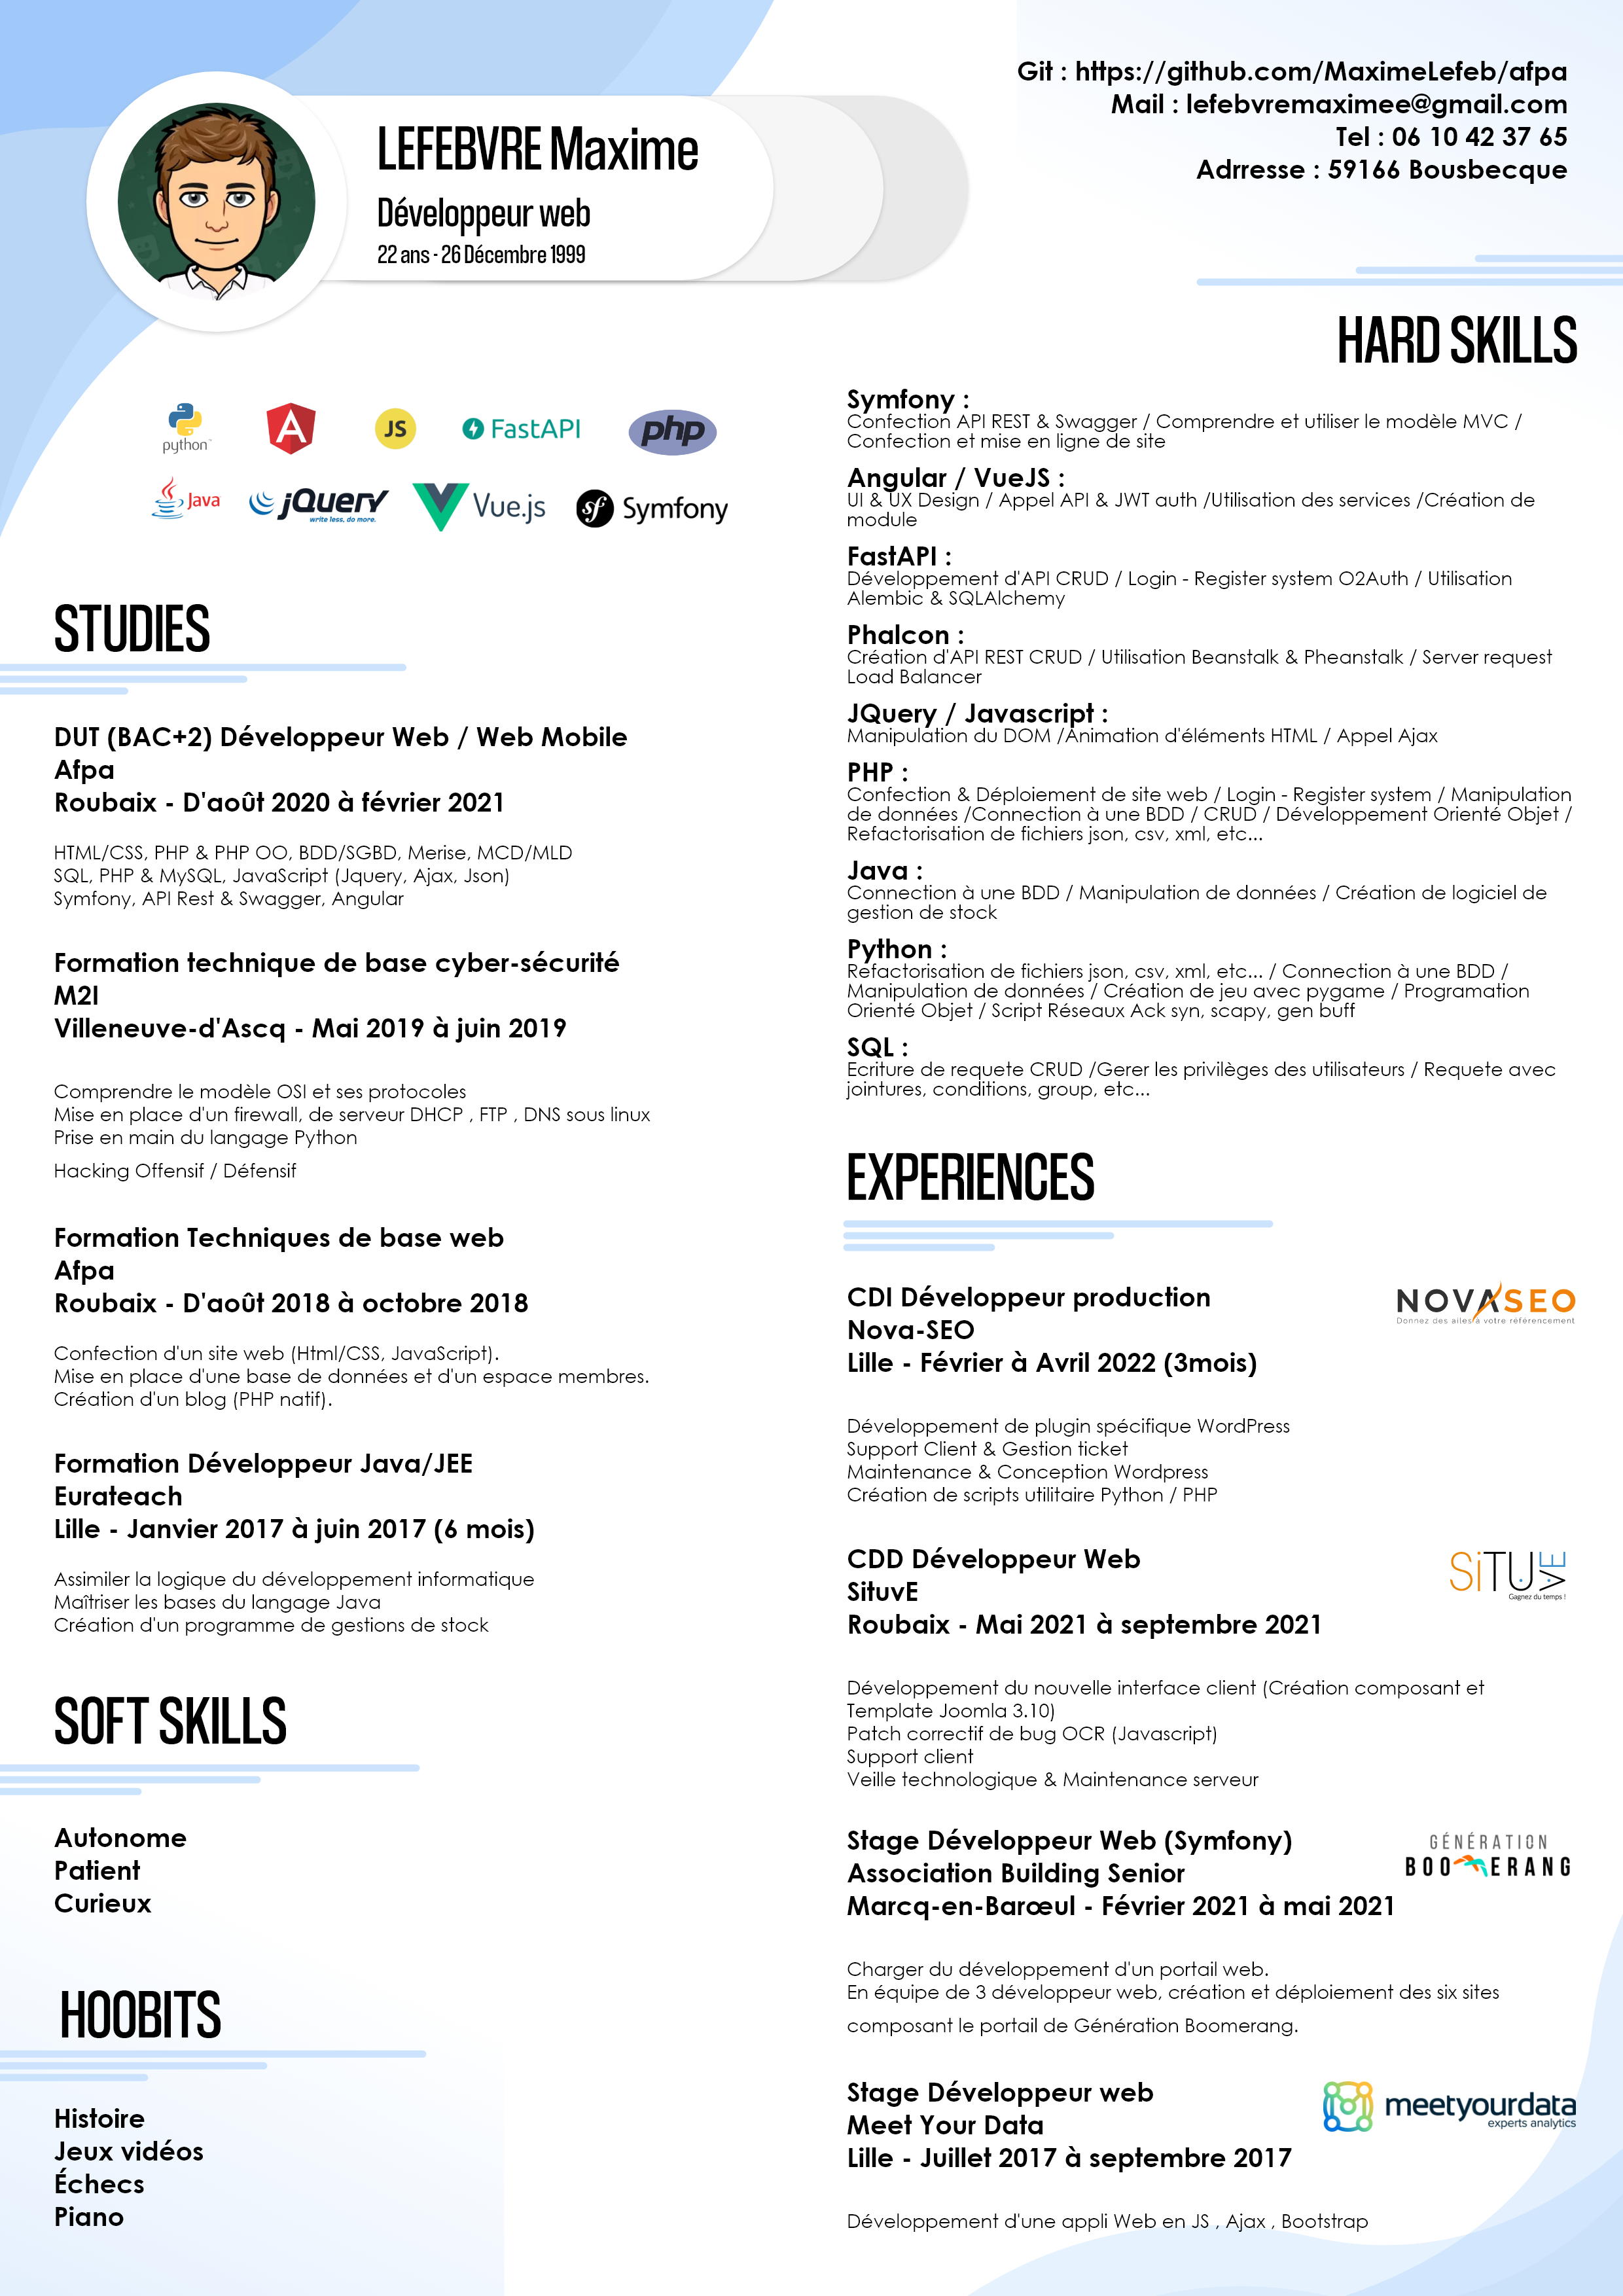 LEFEBVRE Maxime
Développeur web
22 ans - 26 Décembre 1999
Git : https://github.com/MaximeLefeb/afpa
Mail : lefebvremaximee@gmail.com
Tel : 06 10 42 37 65
Adrresse : 59166 Bousbecque
python
JS
FastAPI
php
Java
jQuery
write less, do more.
Vue.js
sf Symfony
STUDIES
DUT (BAC+2) Développeur Web / Web Mobile
Afpa
Roubaix - D'août 2020 à février 2021
HTML/CSS, PHP & PHP OO, BDD/SGBD, Merise, MCD/MLD
SQL, PHP & MySQL, JavaScript (Jquery, Ajax, Json)
Symfony, API Rest & Swagger, Angular
Formation technique de base cyber-sécurité
M2I
Villeneuve-d'Ascq - Mai 2019 à juin 2019
Comprendre le modèle OSI et ses protocoles
Mise en place d'un firewall, de serveur DHCP , FTP , DNS sous linux
Prise en main du langage Python
Hacking Offensif / Défensif
Formation Techniques de base web
Afpa
Roubaix - D'août 2018 à octobre 2018
Confection d'un site web (Html/CSS, JavaScript).
Mise en place d'une base de données et d'un espace membres.
Création d'un blog (PHP natif).
Formation Développeur Java/JEE
Eurateach
Lille - Janvier 2017 à juin 2017 (6 mois)
Assimiler la logique du développement informatique
Maîtriser les bases du langage Java
Création d'un programme de gestions de stock
SOFT SKILLS
Autonome
Patient
Curieux
HOOBITS
Histoire
Jeux vidéos
Échecs
Piano
HARD SKILLS
Symfony :
Confection API REST & Swagger / Comprendre et utiliser le modèle MVC /
Confection et mise en ligne de site
Angular / VueJS :
UI & UX Design / Appel API & JWT auth /Utilisation des services /Création de
module
FastAPI :
Développement d'API CRUD / Login - Register system O2Auth / Utilisation
Alembic & SQLAlchemy
Phalcon :
Création d'API REST CRUD / Utilisation Beanstalk & Pheanstalk / Server request
Load Balancer
JQuery / Javascript :
Manipulation du DOM /Animation d'éléments HTML / Appel Ajax
PHP :
Confection & Déploiement de site web / Login - Register system / Manipulation
de données /Connection à une BDD / CRUD / Développement Orienté Objet /
Refactorisation de fichiers json, csv, xml, etc...
Java :
Connection à une BDD / Manipulation de données / Création de logiciel de
gestion de stock
Python :
Refactorisation de fichiers json, csv, xml, etc... / Connection à une BDD /
Manipulation de données / Création de jeu avec pygame / Programation
Orienté Objet / Script Réseaux Ack syn, scapy, gen buff
SQL :
Ecriture de requete CRUD /Gerer les privilèges des utilisateurs / Requete avec
jointures, conditions, group, etc...
EXPERIENCES
CDI Développeur production
Nova-SEO
Lille - Février à Avril 2022 (3mois)
NOVASEO
Donnez des ailes à votre référencement
Développement de plugin spécifique WordPress
Support Client & Gestion ticket
Maintenance & Conception Wordpress
Création de scripts utilitaire Python / PHP
CDD Développeur Web
SituvE
Roubaix - Mai 2021 à septembre 2021
SiTUVE
Gagnez du temps !
Développement du nouvelle interface client (Création composant et
Template Joomla 3.10)
Patch correctif de bug OCR (Javascript)
Support client
Veille technologique & Maintenance serveur
Stage Développeur Web (Symfony)
Association Building Senior
Marcq-en-Barœul - Février 2021 à mai 2021
GÉNÉRATION
BOOMERANG
Charger du développement d'un portail web.
En équipe de 3 développeur web, création et déploiement des six sites
composant le portail de Génération Boomerang.
Stage Développeur web
Meet Your Data
Lille - Juillet 2017 à septembre 2017
meetyourdata
experts analytics
Développement d'une appli Web en JS , Ajax , Bootstrap